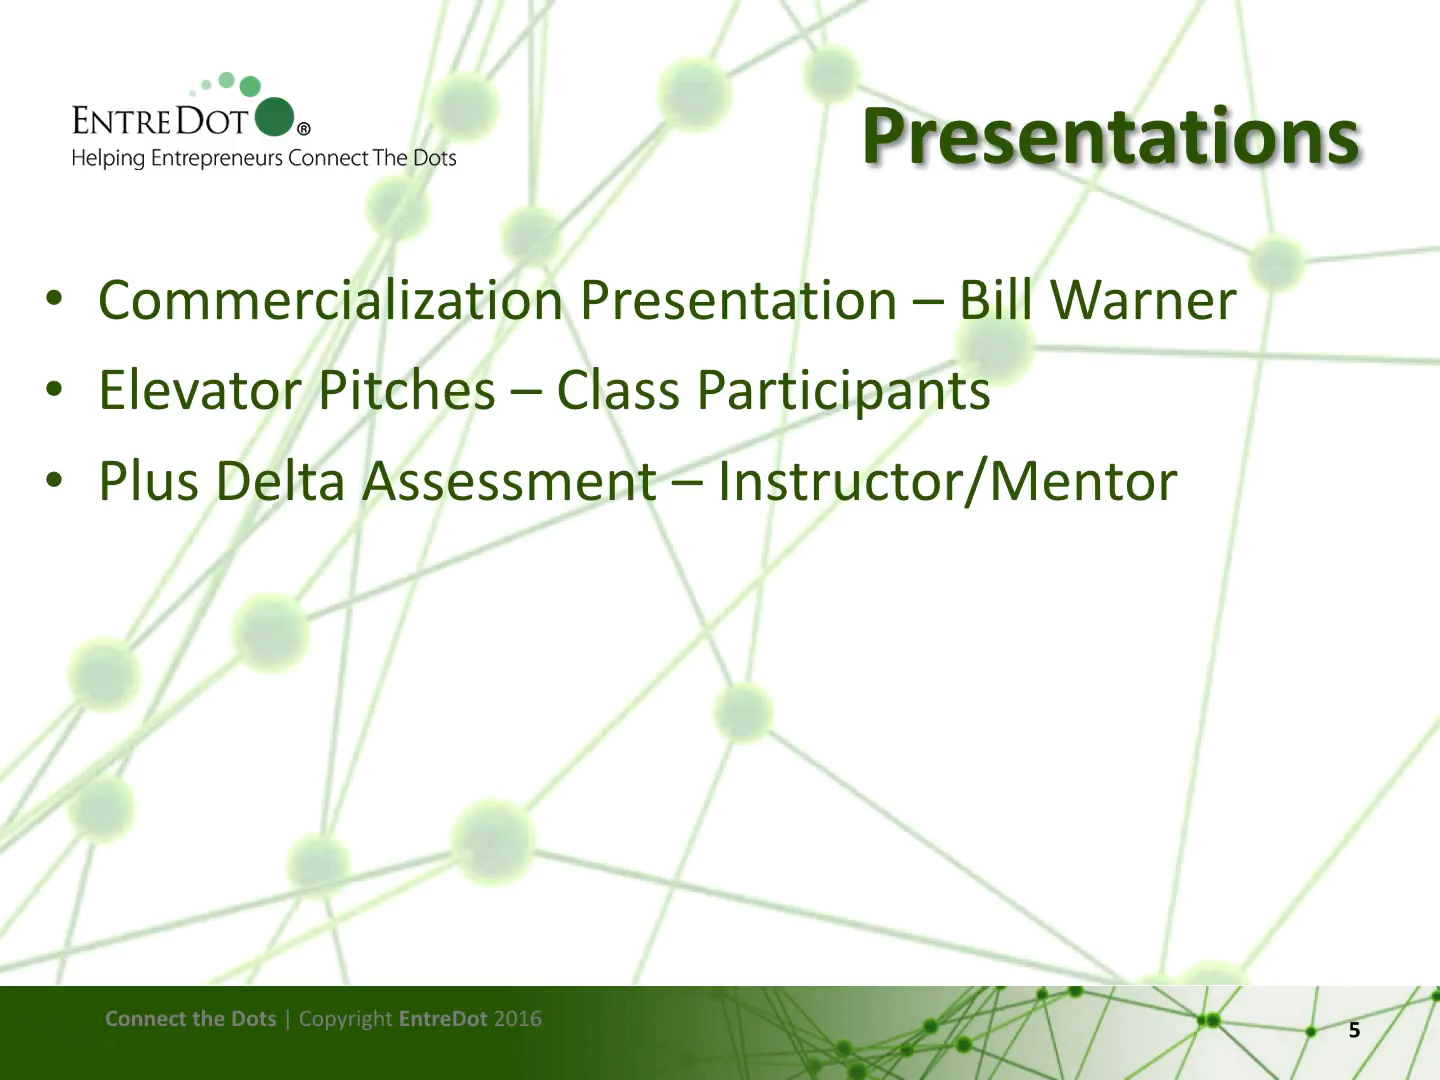 ENTREDOT®
Helping Entrepreneurs Connect The Dots
Presentations
• Commercialization Presentation – Bill Warner
• Elevator Pitches – Class Participants
• Plus Delta Assessment – Instructor/Mentor
Connect the Dots | Copyright EntreDot 2016
5